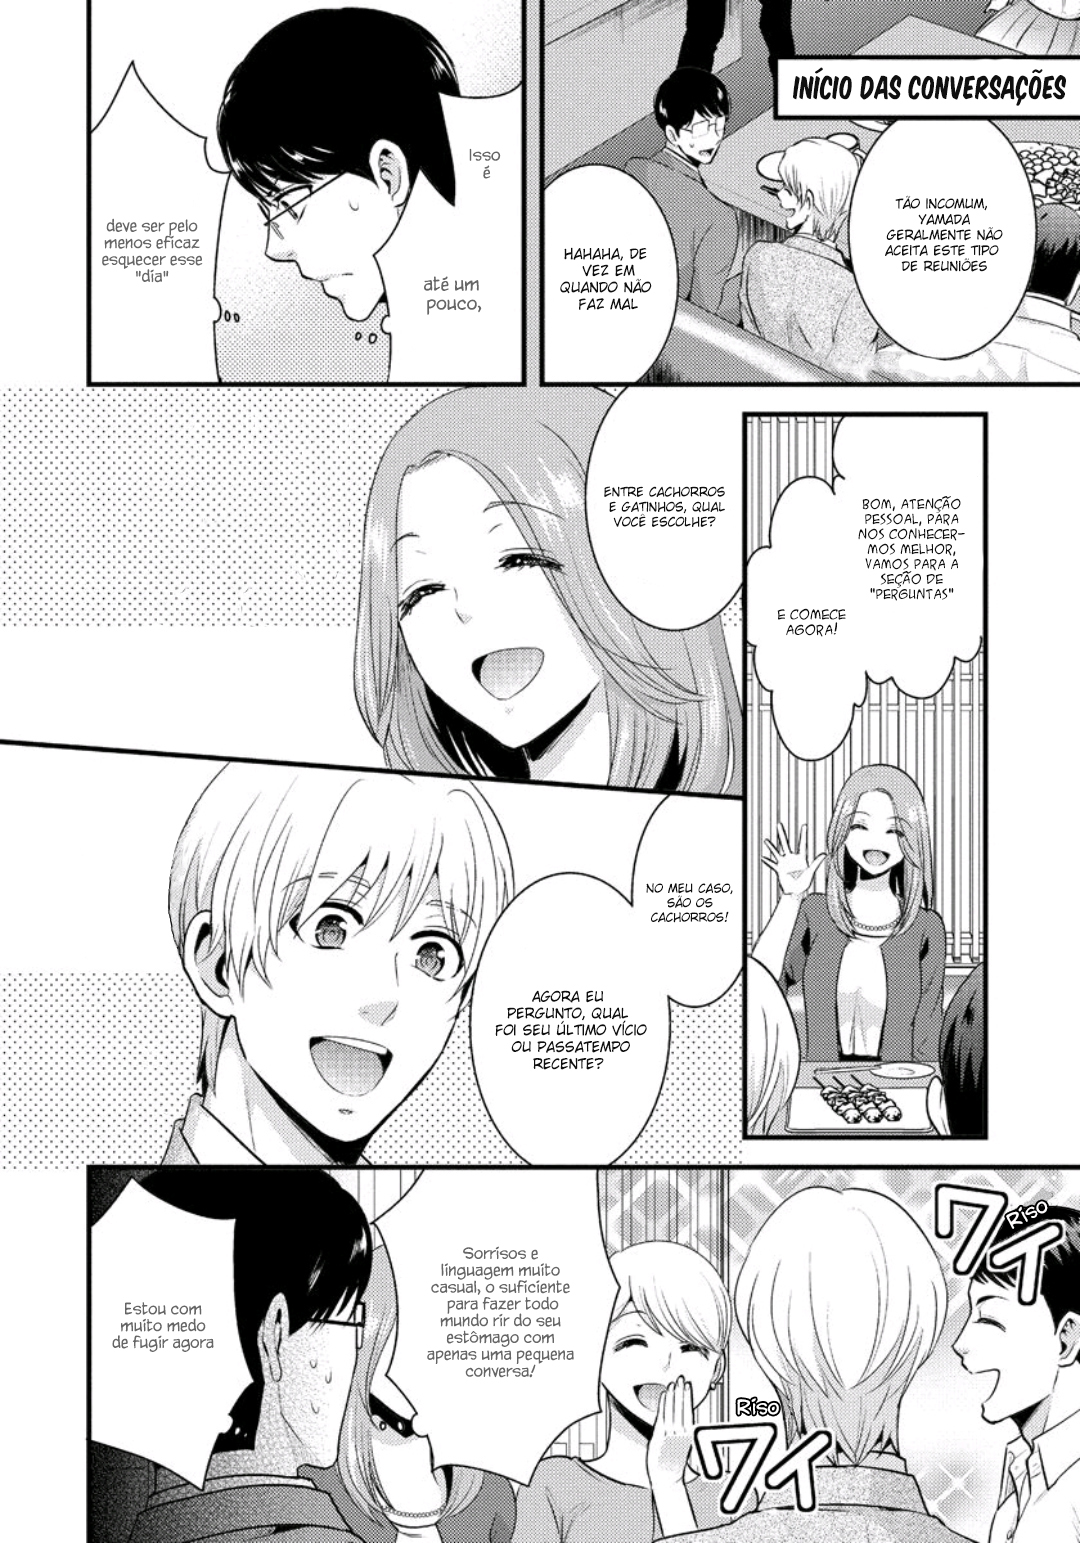 INÍCIO DAS CONVERSAÇÕES
TÃO INCOMUM,
YAMADA
GERALMENTE NÃO
ACEITA ESTE TIPO
DE REUNIÕES
HAHAHA, DE
VEZ EM
QUANDO NÃO
FAZ MAL
Isso
é
até um
pouco,
deve ser pelo
menos eficaz
esquecer esse
"dia"
BOM, ATENÇÃO
PESSOAL, PARA
NOS CONHECER-
MOS MELHOR,
VAMOS PARA A
SEÇÃO DE
"PERGUNTAS"
E COMECE
AGORA!
ENTRE CACHORROS
E GATINHOS, QUAL
VOCÊ ESCOLHE?
NO MEU CASO,
SÃO OS
CACHORROS!
AGORA EU
PERGUNTO, QUAL
FOI SEU ÚLTIMO VÍCIO
OU PASSATEMPO
RECENTE?
ワイ
Riso
Riso
ワイ
Sorrisos e
linguagem muito
casual, o suficiente
para fazer todo
mundo rir do seu
estômago com
apenas uma pequena
conversa!
Estou com
muito medo
de fugir agora